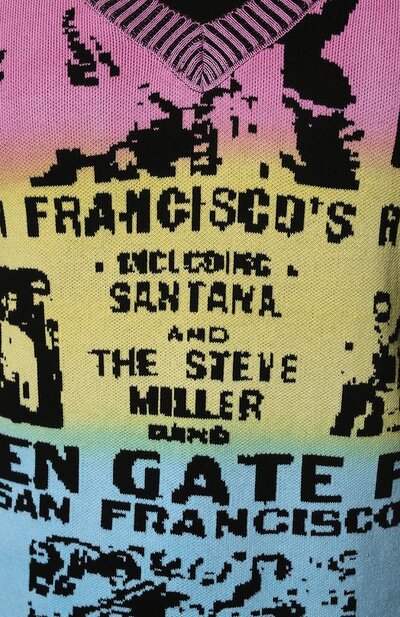 FRANCISCO'S
INCLUDING
SANTANA
AND
THE STEVE
MILLER
BAND
EN GATE P
SAN FRANCISCO